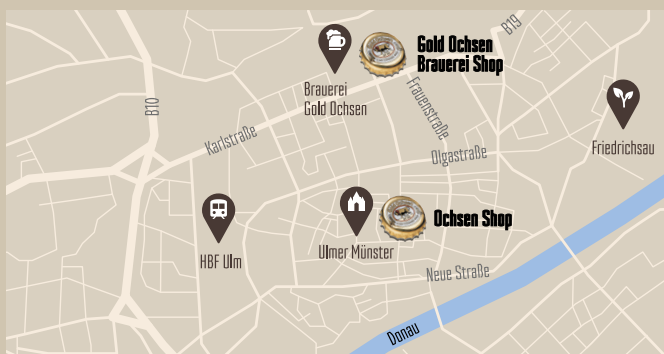 B19
Gold Ochsen
Brauerei Shop
Brauerei
Gold Ochsen
B10
Karlstraße
Frauenstraße
Olgastraße
Friedrichsau
Ochsen Shop
HBF Ulm
Ulmer Münster
Neue Straße
Donau